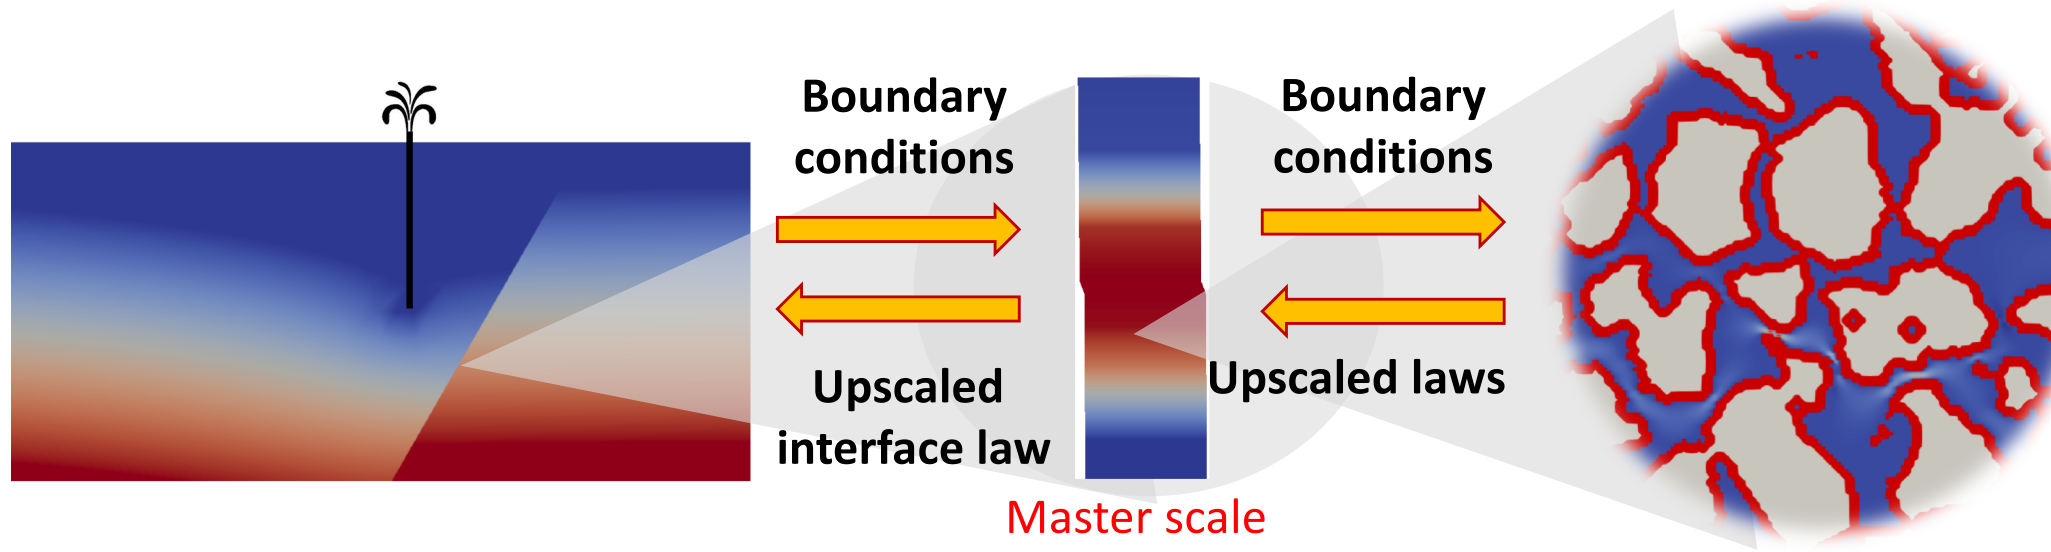 Boundary
conditions
Upscaled
interface law
Boundary
conditions
Upscaled laws
Master scale